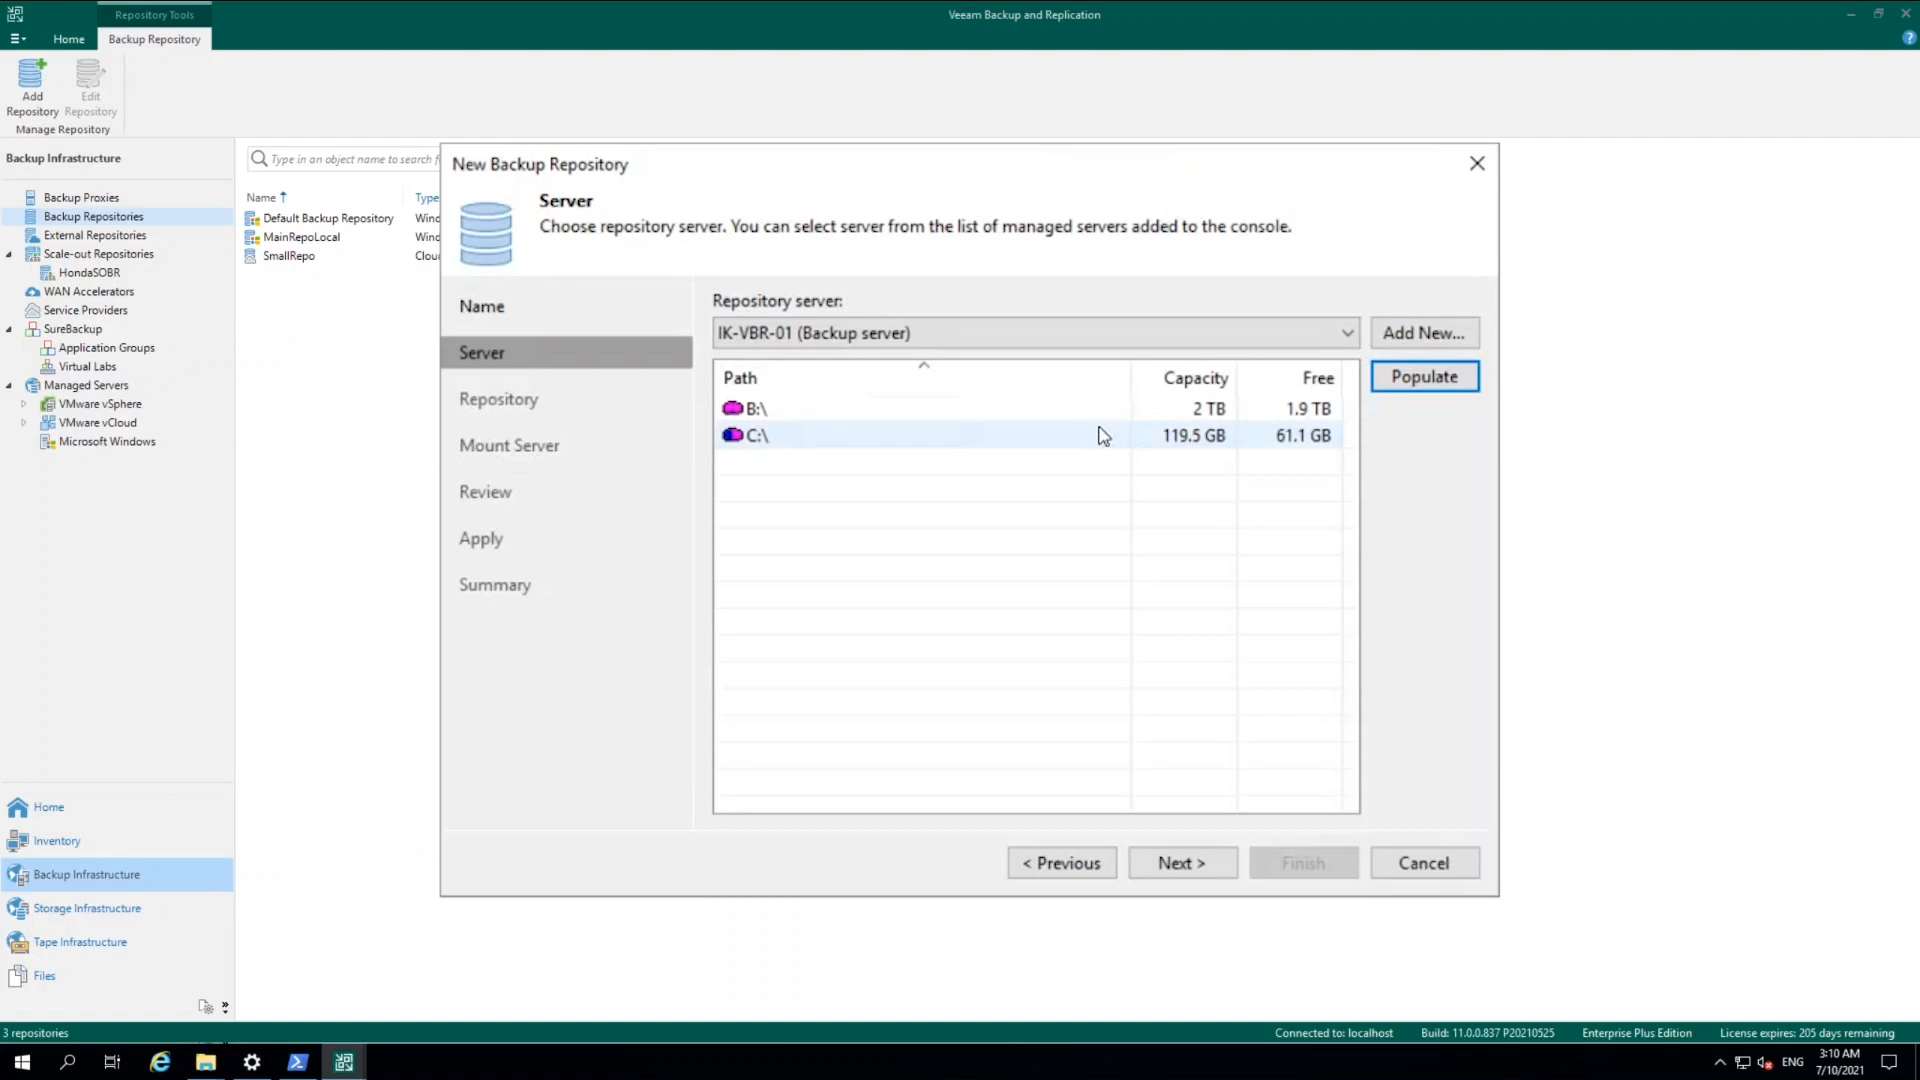 Repository Tools
Veeam Backup and Replication
Home
Backup Repository
Add
Repository
Edit
Repository
Manage Repository
Backup Infrastructure
Backup Proxies
Backup Repositories
External Repositories
Scale-out Repositories
HondaSOBR
WAN Accelerators
Service Providers
SureBackup
Application Groups
Virtual Labs
Managed Servers
VMware vSphere
VMware vCloud
Microsoft Windows
Home
Inventory
Backup Infrastructure
Storage Infrastructure
Tape Infrastructure
Files
Type in an object name to search f
Name Type
Default Backup Repository Wind
MainRepoLocal Wind
SmallRepo Clou
New Backup Repository
Server
Choose repository server. You can select server from the list of managed servers added to the console.
Name
Server
Repository
Mount Server
Review
Apply
Summary
Repository server:
IK-VBR-01 (Backup server)
Add New...
Populate
Path Capacity Free
B:\ 2 TB 1.9 TB
C:\ 119.5 GB 61.1 GB
< Previous Next > Finish Cancel
3 repositories
Connected to: localhost Build: 11.0.0.837 P20210525 Enterprise Plus Edition License expires: 205 days remaining
ENG
3:10 AM
7/10/2021